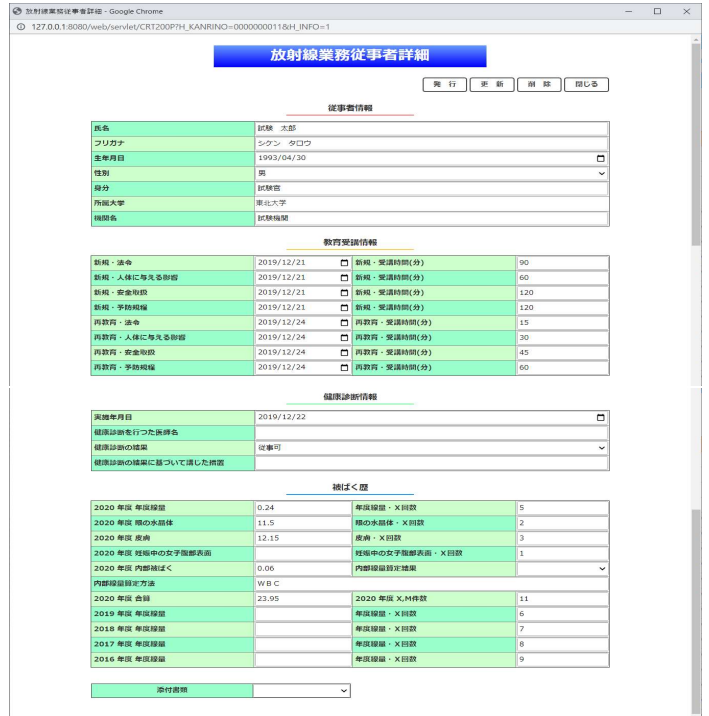 放射線業務従事者詳細 - Google Chrome
127.0.0.1:8080/web/servlet/CRT200P?H_KANRINO=0000000011&H_INFO=1
放射線業務従事者詳細
発 行 更 新 削 除 閉じる
従事者情報
氏名 試験 太郎
フリガナ シケン タロウ
主年月日 1993/04/30
性別 男
身分 試験官
所属大学 東北大学
機関名 試験機関
教育受講情報
新規・法令 2019/12/21 新規・受講時間(分) 90
新規・人体に与える影響 2019/12/21 新規・受講時間(分) 60
新規・安全取扱 2019/12/21 新規・受講時間(分) 120
新規・予防規程 2019/12/21 新規・受講時間(分) 120
再教育・法令 2019/12/24 再教育・受講時間(分) 15
再教育・人体に与える影響 2019/12/24 再教育・受講時間(分) 30
再教育・安全取扱 2019/12/24 再教育・受講時間(分) 45
再教育・予防規程 2019/12/24 再教育・受講時間(分) 60
健康診断情報
実施年月日 2019/12/22
健康診断を行つた医師名
健康診断の結果 従事可
健康診断の結果に基づいて講じた措置
被ばく歴
2020 年度 年度線量 0.24 年度線量・X回数 5
2020 年度 眼の水晶体 11.5 眼の水晶体・X回数 2
2020 年度 皮膚 12.15 皮膚・X回数 3
2020 年度 妊娠中の女子腹部表面 妊娠中の女子腹部表面・X回数 1
2020 年度 内部被ばく 0.06 内部線量算定結果
内部線量算定方法 WBC
2020 年度 合算 23.95 2020 年度 X,M件数 11
2019 年度 年度線量 年度線量・X回数 6
2018 年度 年度線量 年度線量・X回数 7
2017 年度 年度線量 年度線量・X回数 8
2016 年度 年度線量 年度線量・X回数 9
添付書類